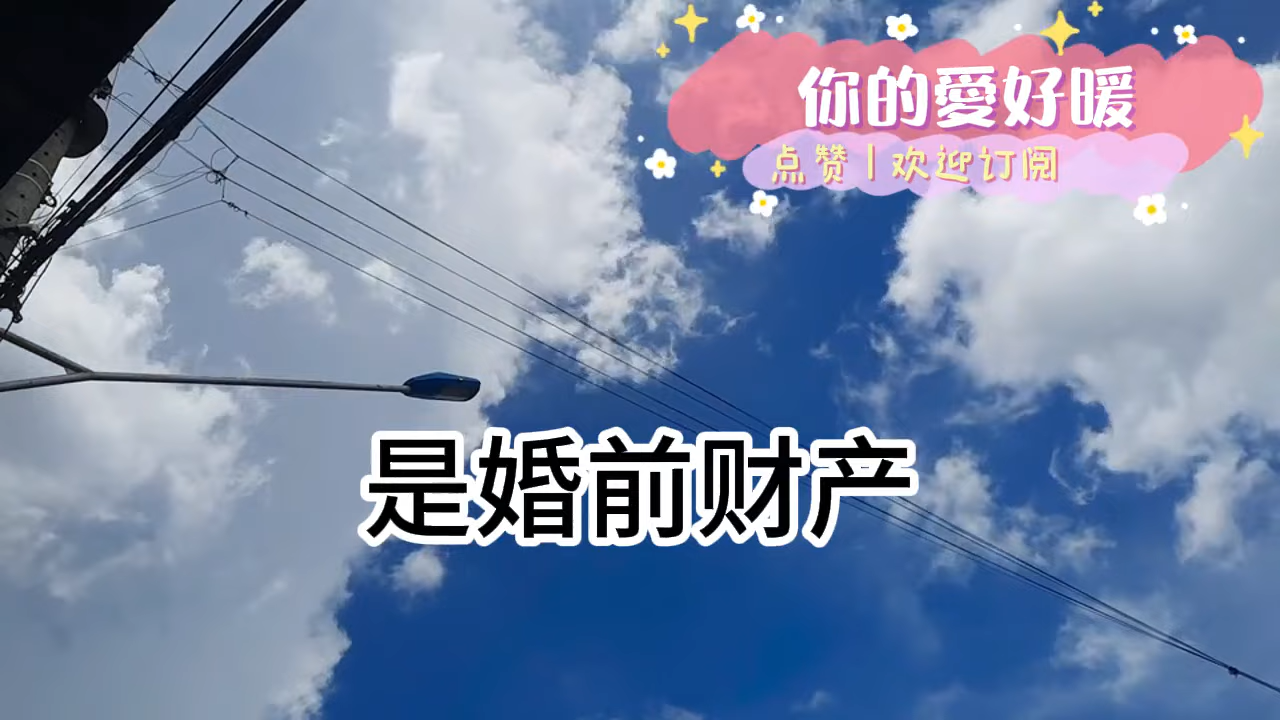 你的愛好暖
点赞 | 欢迎订阅
是婚前财产